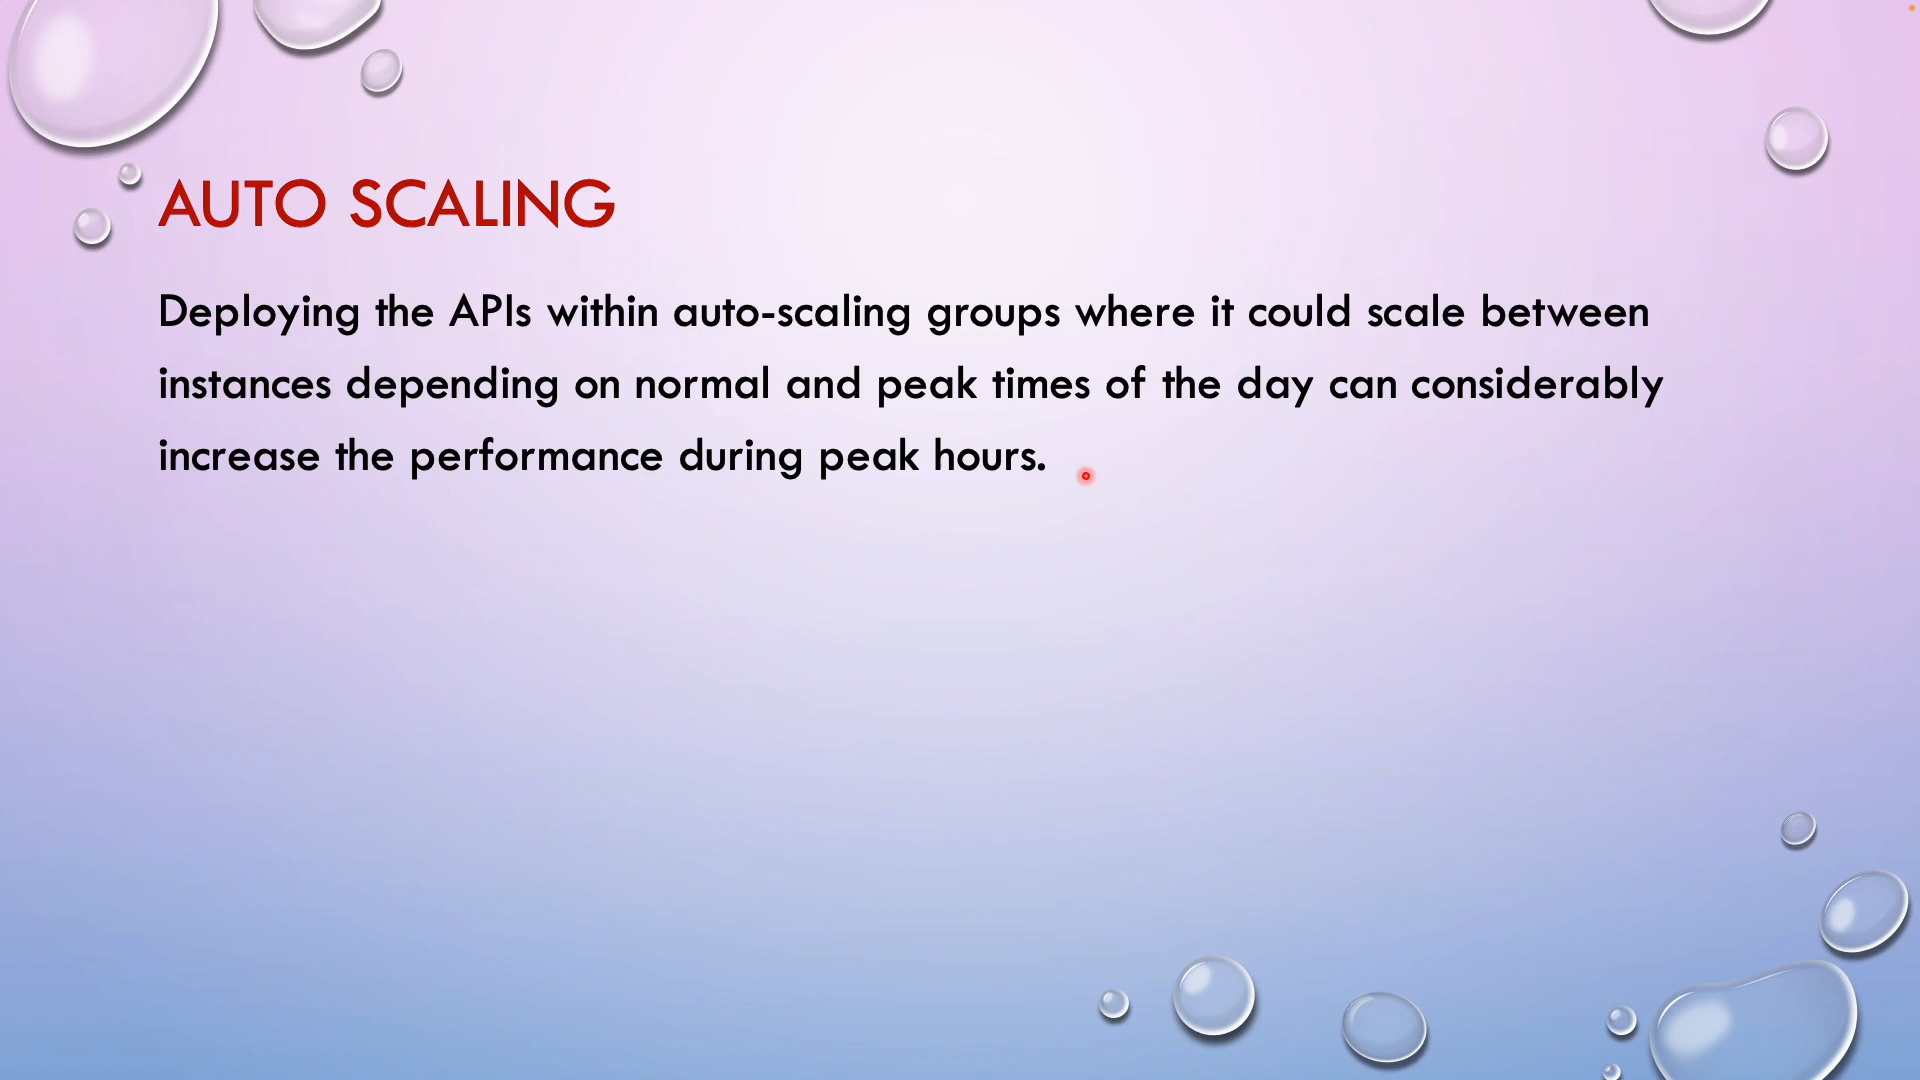 AUTO SCALING
Deploying the APIs within auto-scaling groups where it could scale between
instances depending on normal and peak times of the day can considerably
increase the performance during peak hours.